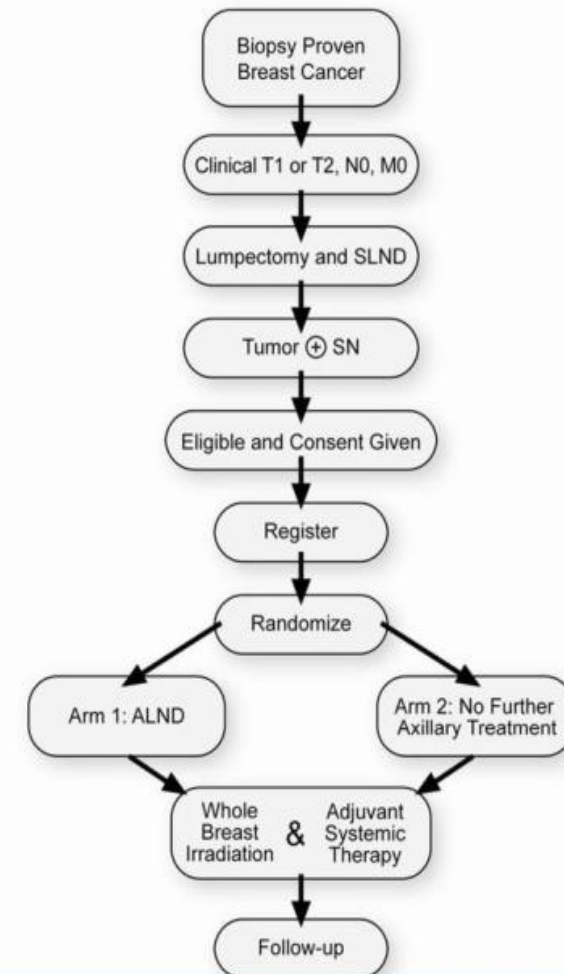 Biopsy Proven
Breast Cancer
Clinical T1 or T2, N0, M0
Lumpectomy and SLND
Tumor ⊕ SN
Eligible and Consent Given
Register
Randomize
Arm 1: ALND
Arm 2: No Further
Axillary Treatment
Whole
Breast
Irradiation
&
Adjuvant
Systemic
Therapy
Follow-up